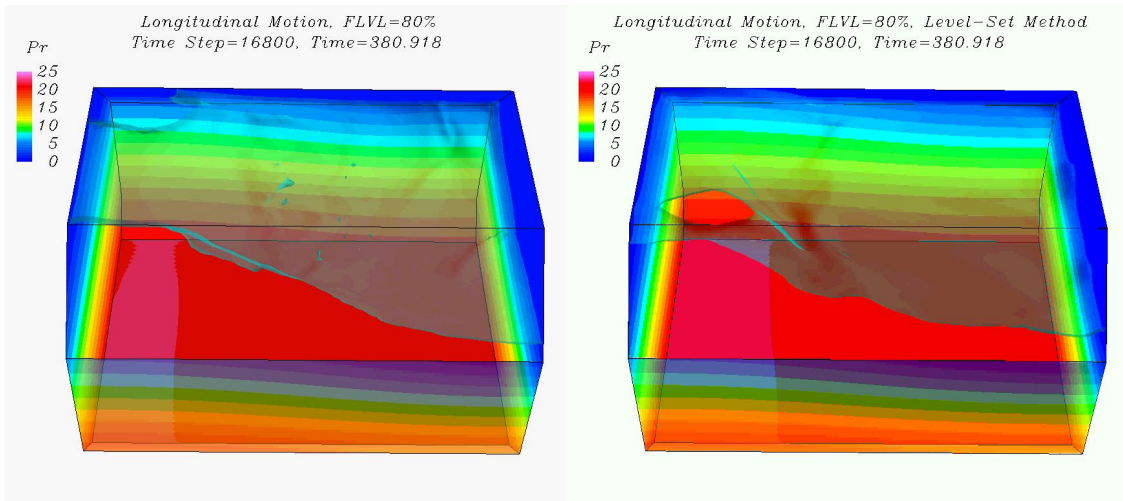 Longitudinal Motion, FLVL=80%
Time Step=16800, Time=380.918
Pr
25
20
15
10
5
0
Longitudinal Motion, FLVL=80%, Level-Set Method
Time Step=16800, Time=380.918
Pr
25
20
15
10
5
0